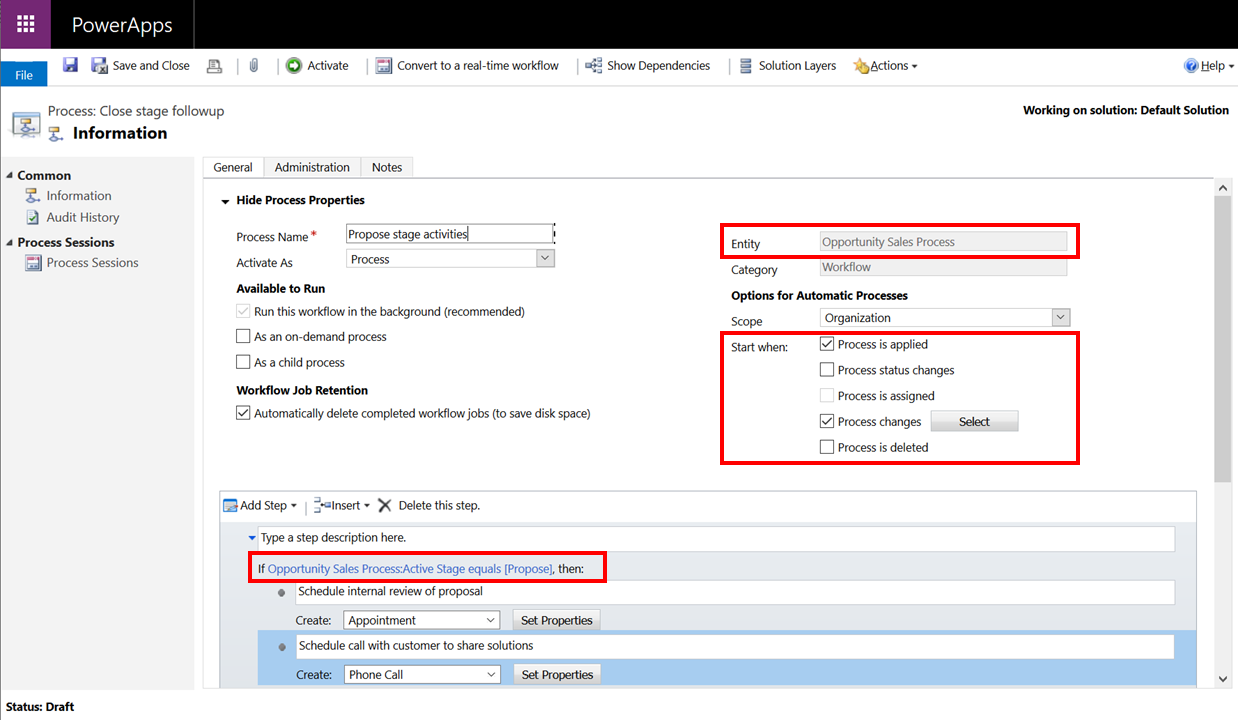 PowerApps
File
Save and Close
Activate
Convert to a real-time workflow
Show Dependencies
Solution Layers
Actions
Help
Process: Close stage followup
Information
Working on solution: Default Solution
Common
Information
Audit History
Process Sessions
Process Sessions
General
Administration
Notes
Hide Process Properties
Process Name*
Propose stage activities
Activate As
Process
Available to Run
Run this workflow in the background (recommended)
As an on-demand process
As a child process
Workflow Job Retention
Automatically delete completed workflow jobs (to save disk space)
Entity
Opportunity Sales Process
Category
Workflow
Options for Automatic Processes
Scope
Organization
Start when:
Process is applied
Process status changes
Process is assigned
Process changes
Select
Process is deleted
Add Step
Insert
Delete this step.
Type a step description here.
If Opportunity Sales Process:Active Stage equals [Propose], then:
Schedule internal review of proposal
Create:
Appointment
Set Properties
Schedule call with customer to share solutions
Create:
Phone Call
Set Properties
Status: Draft